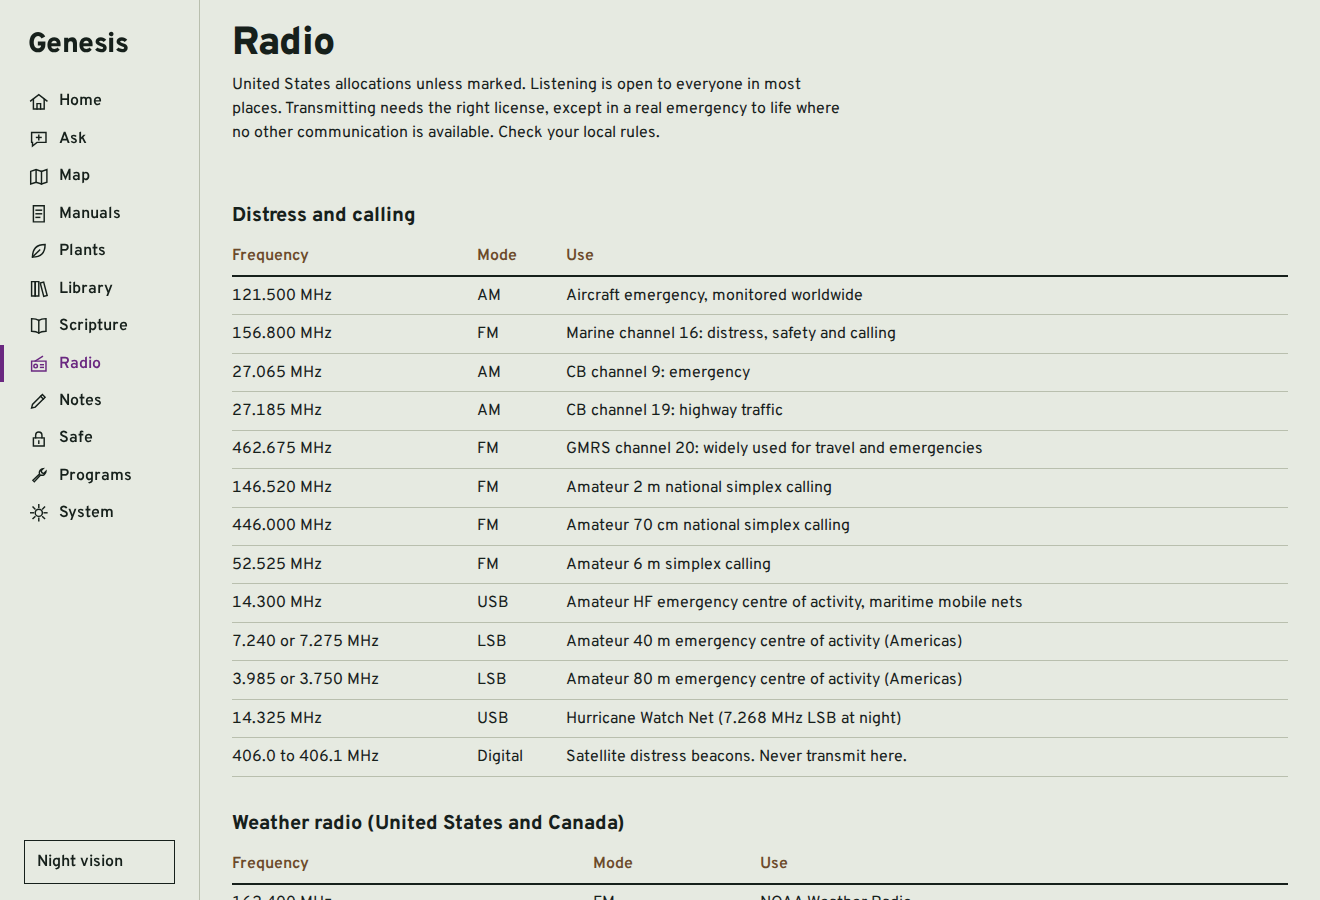 Genesis
Home
Ask
Map
Manuals
Plants
Library
Scripture
Radio
Notes
Safe
Programs
System
Night vision
Radio
United States allocations unless marked. Listening is open to everyone in most
places. Transmitting needs the right license, except in a real emergency to life where
no other communication is available. Check your local rules.
Distress and calling
Frequency Mode Use
121.500 MHz AM Aircraft emergency, monitored worldwide
156.800 MHz FM Marine channel 16: distress, safety and calling
27.065 MHz AM CB channel 9: emergency
27.185 MHz AM CB channel 19: highway traffic
462.675 MHz FM GMRS channel 20: widely used for travel and emergencies
146.520 MHz FM Amateur 2 m national simplex calling
446.000 MHz FM Amateur 70 cm national simplex calling
52.525 MHz FM Amateur 6 m simplex calling
14.300 MHz USB Amateur HF emergency centre of activity, maritime mobile nets
7.240 or 7.275 MHz LSB Amateur 40 m emergency centre of activity (Americas)
3.985 or 3.750 MHz LSB Amateur 80 m emergency centre of activity (Americas)
14.325 MHz USB Hurricane Watch Net (7.268 MHz LSB at night)
406.0 to 406.1 MHz Digital Satellite distress beacons. Never transmit here.
Weather radio (United States and Canada)
Frequency Mode Use
162.400 MHz FM NOAA Weather Radio